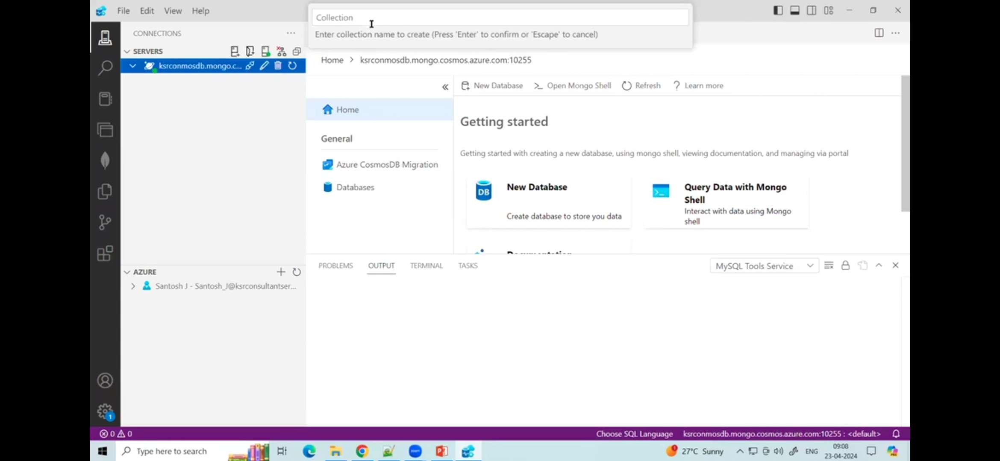 File Edit View Help
Collection
Enter collection name to create (Press 'Enter' to confirm or 'Escape' to cancel)
CONNECTIONS
SERVERS
ksrconmosdb.mongo.c...
Home > ksrconmosdb.mongo.cosmos.azure.com:10255
New Database Open Mongo Shell Refresh Learn more
Home
General
Azure CosmosDB Migration
Databases
Getting started
Getting started with creating a new database, using mongo shell, viewing documentation, and managing via portal
DB
New Database
Create database to store you data
Query Data with Mongo
Shell
Interact with data using Mongo
shell
Documentation
PROBLEMS OUTPUT TERMINAL TASKS
MySQL Tools Service
AZURE
Santosh J - Santosh_J@ksrconsultantser...
1
0 0
Choose SQL Language ksrconmosdb.mongo.cosmos.azure.com:10255 : <default>
Type here to search
zoom
27°C Sunny
ENG
09:08
23-04-2024